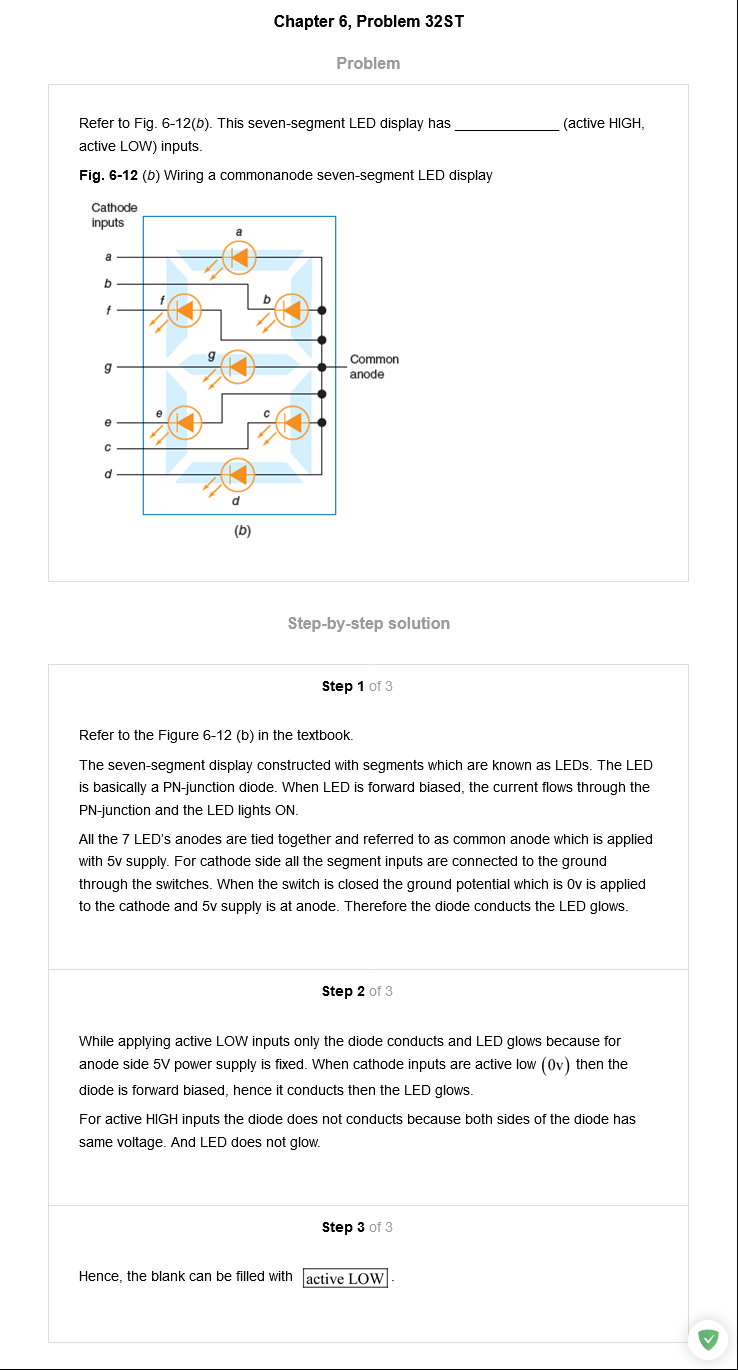 Chapter 6, Problem 32ST
Problem
Refer to Fig. 6-12(b). This seven-segment LED display has ______________ (active HIGH,
active LOW) inputs.
Fig. 6-12 (b) Wiring a commonanode seven-segment LED display
Cathode
inputs
a
a
b
f
f
b
g
g
Common
anode
e
e
c
c
d
d
(b)
Step-by-step solution
Step 1 of 3
Refer to the Figure 6-12 (b) in the textbook.
The seven-segment display constructed with segments which are known as LEDs. The LED
is basically a PN-junction diode. When LED is forward biased, the current flows through the
PN-junction and the LED lights ON.
All the 7 LED's anodes are tied together and referred to as common anode which is applied
with 5v supply. For cathode side all the segment inputs are connected to the ground
through the switches. When the switch is closed the ground potential which is 0v is applied
to the cathode and 5v supply is at anode. Therefore the diode conducts the LED glows.
Step 2 of 3
While applying active LOW inputs only the diode conducts and LED glows because for
anode side 5V power supply is fixed. When cathode inputs are active low (0v) then the
diode is forward biased, hence it conducts then the LED glows.
For active HIGH inputs the diode does not conducts because both sides of the diode has
same voltage. And LED does not glow.
Step 3 of 3
Hence, the blank can be filled with active LOW.